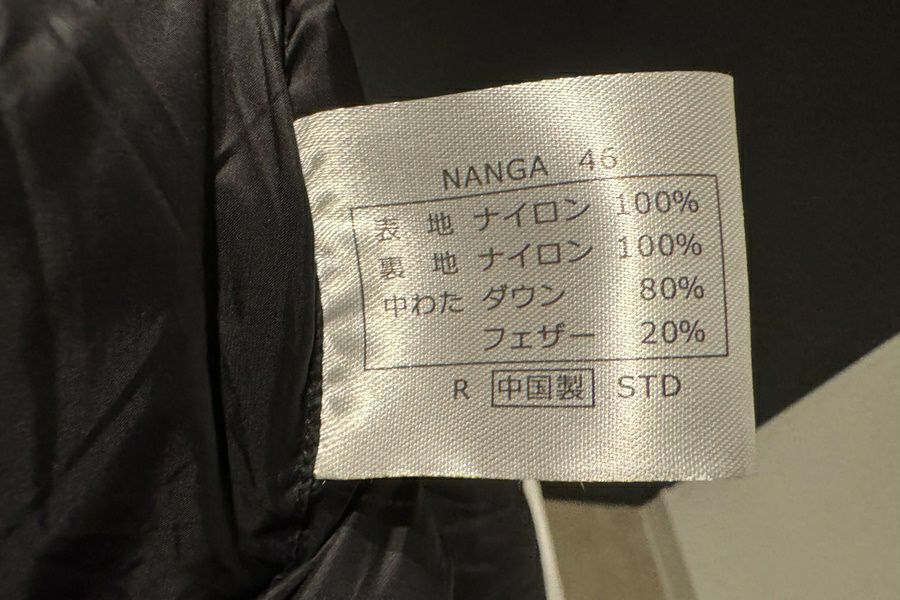 NANGA 46
表 地 ナイロン 100%
裏 地 ナイロン 100%
中わた ダウン 80%
フェザー 20%
R 中国製 STD